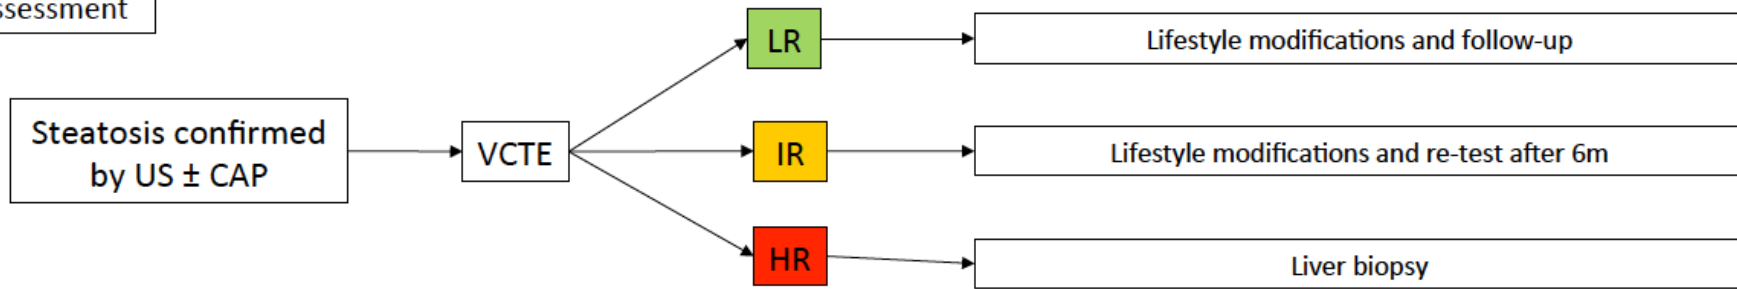 LR
Lifestyle modifications and follow-up
Steatosis confirmed
by US ± CAP
VCTE
IR
Lifestyle modifications and re-test after 6m
HR
Liver biopsy